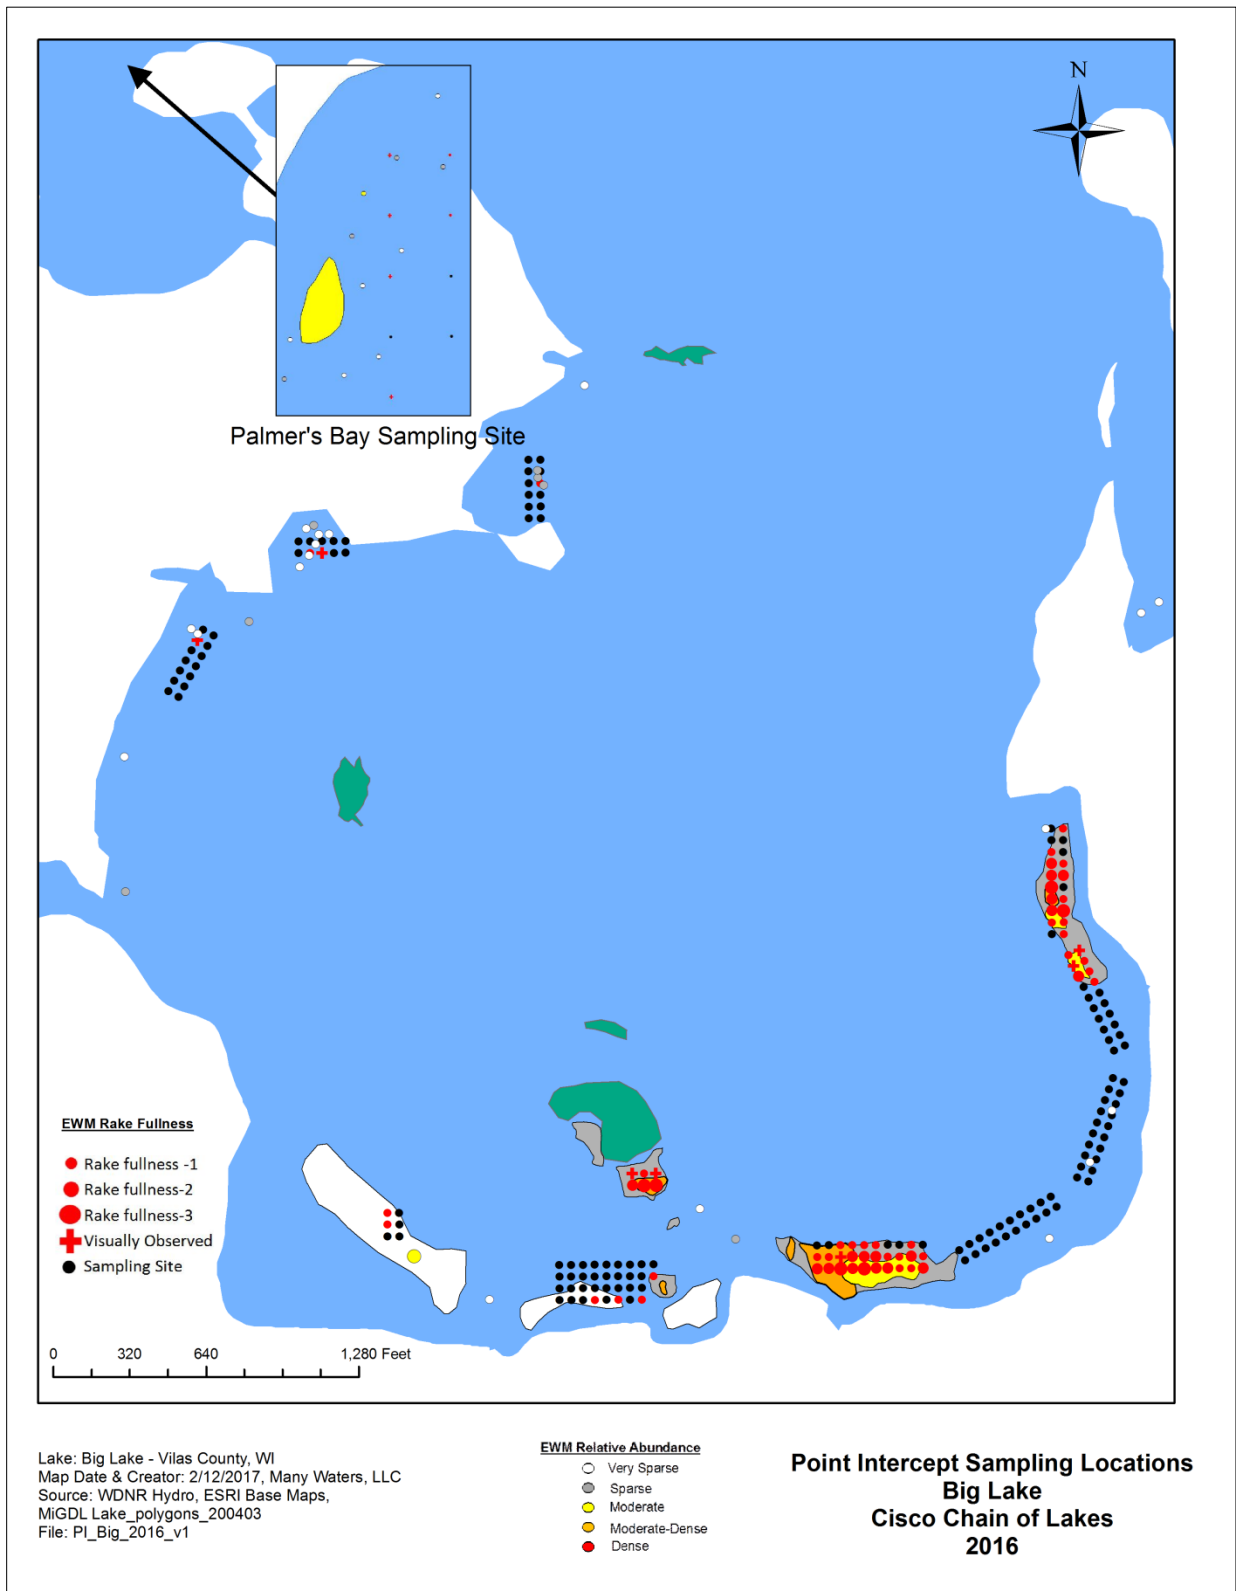 N
Palmer's Bay Sampling Site
EWM Rake Fullness
Rake fullness -1
Rake fullness-2
Rake fullness-3
Visually Observed
Sampling Site
0 320 640 1,280 Feet
Lake: Big Lake - Vilas County, WI
Map Date & Creator: 2/12/2017, Many Waters, LLC
Source: WDNR Hydro, ESRI Base Maps,
MiGDL Lake_polygons_200403
File: PI_Big_2016_v1
EWM Relative Abundance
Very Sparse
Sparse
Moderate
Moderate-Dense
Dense
Point Intercept Sampling Locations
Big Lake
Cisco Chain of Lakes
2016